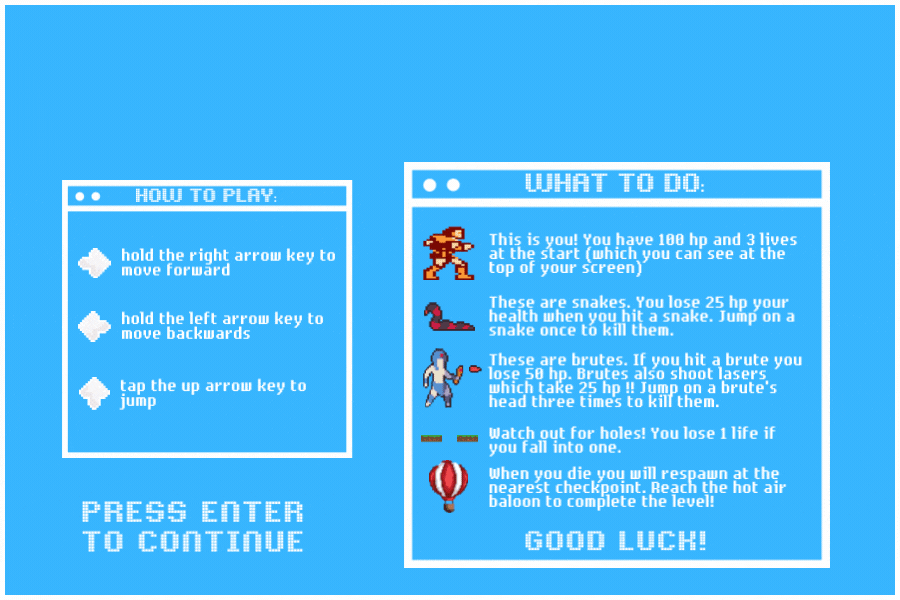 HOW TO PLAY:
hold the right arrow key to
move forward
hold the left arrow key to
move backwards
tap the up arrow key to
jump
PRESS ENTER
TO CONTINUE
WHAT TO DO:
This is you! You have 100 hp and 3 lives
at the start (which you can see at the
top of your screen)
These are snakes. You lose 25 hp your
health when you hit a snake. Jump on a
snake once to kill them.
These are brutes. If you hit a brute you
lose 50 hp. Brutes also shoot lasers
which take 25 hp !! Jump on a brute's
head three times to kill them.
Watch out for holes! You lose 1 life if
you fall into one.
When you die you will respawn at the
nearest checkpoint. Reach the hot air
baloon to complete the level!
GOOD LUCK!